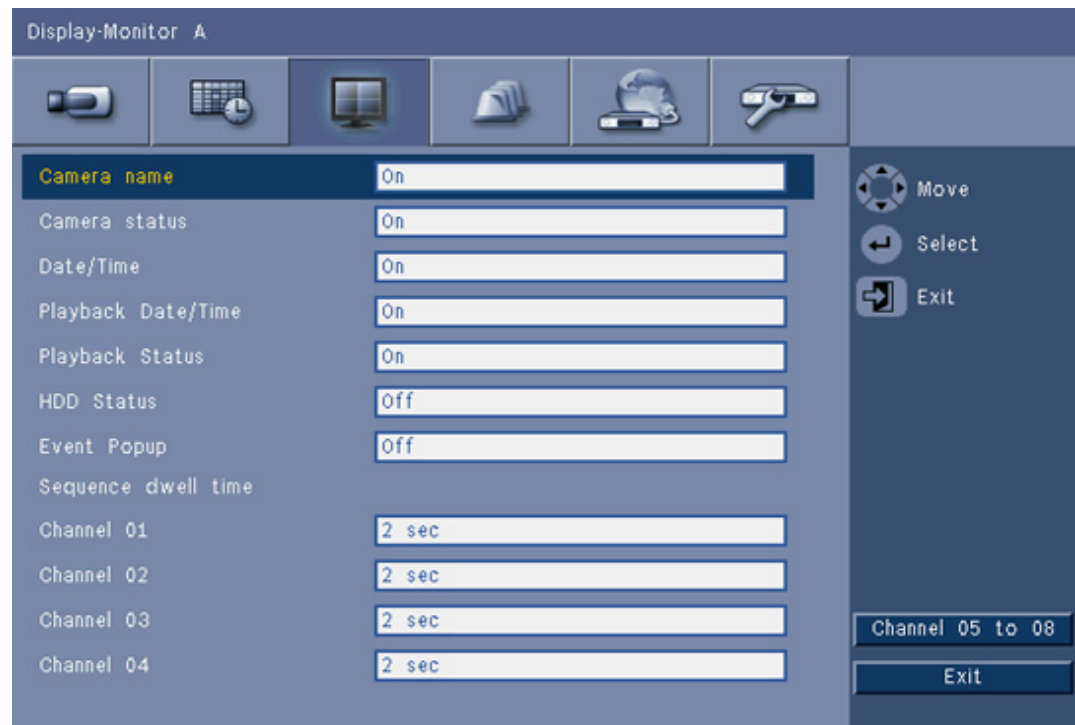 Display-Monitor A
Camera name On
Camera status On
Date/Time On
Playback Date/Time On
Playback Status On
HDD Status Off
Event Popup Off
Sequence dwell time
Channel 01 2 sec
Channel 02 2 sec
Channel 03 2 sec
Channel 04 2 sec
Move
Select
Exit
Channel 05 to 08
Exit